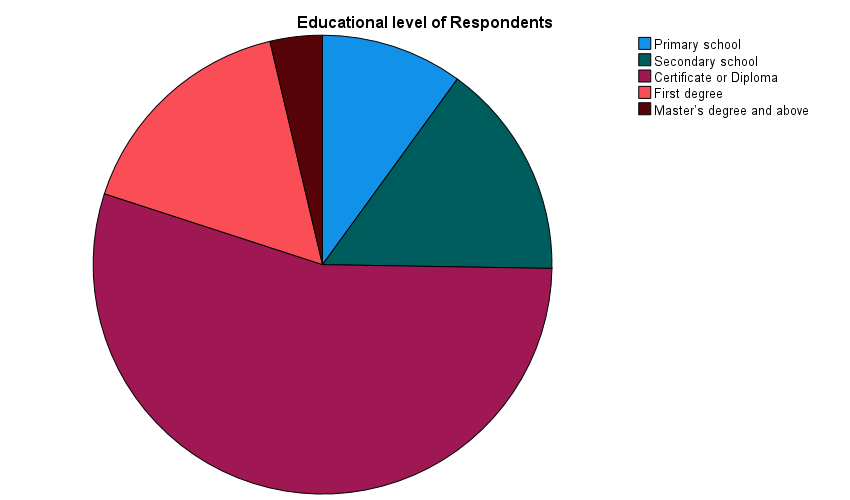 Educational level of Respondents
Primary school
Secondary school
Certificate or Diploma
First degree
Master's degree and above